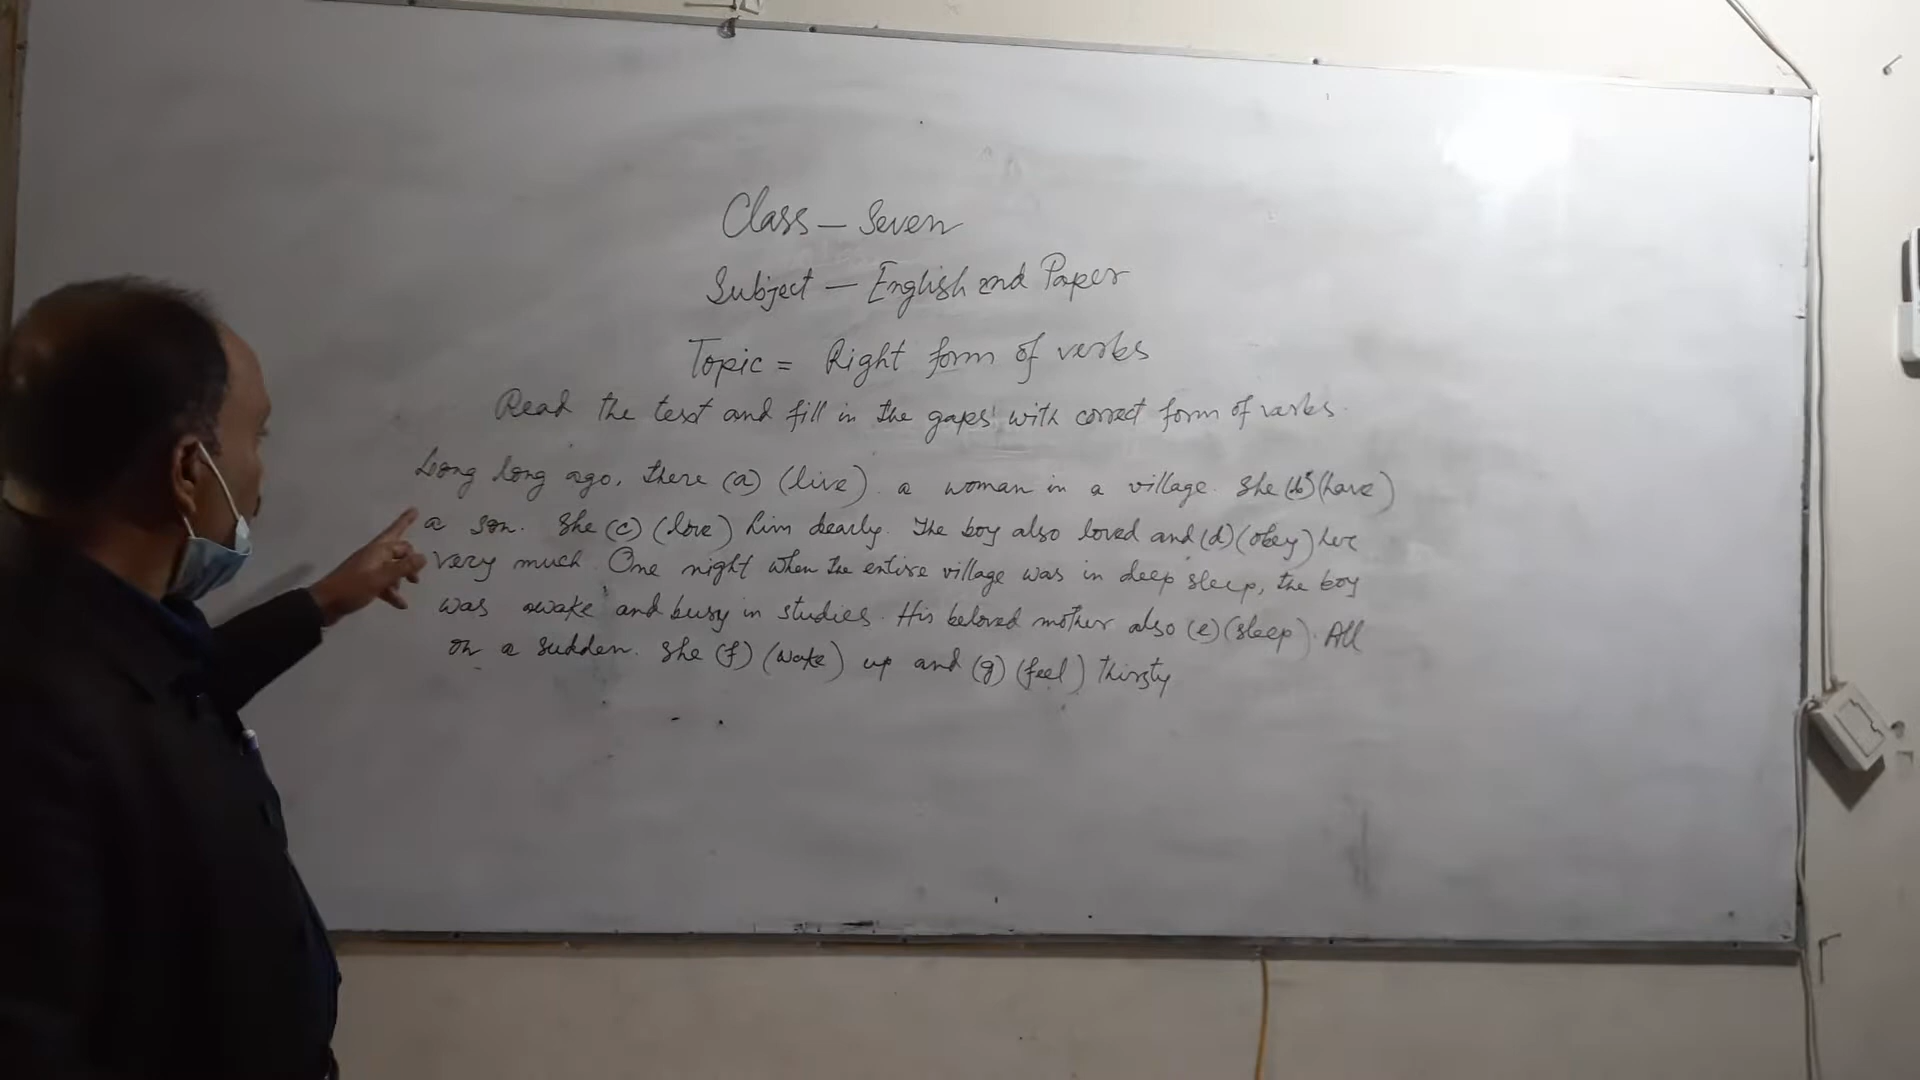 Class — Seven
Subject — English 2nd Paper
Topic = Right form of verbs
Read the text and fill in the gaps with correct form of verbs.
Long long ago, there (a) (live) a woman in a village. She (b) (have)
a son. She (c) (love) him dearly. The boy also loved and (d) (obey) her
very much. One night when the entire village was in deep sleep, the boy
was awake and busy in studies. His beloved mother also (e) (sleep). All
on a sudden. She (f) (wake) up and (g) (feel) thirsty